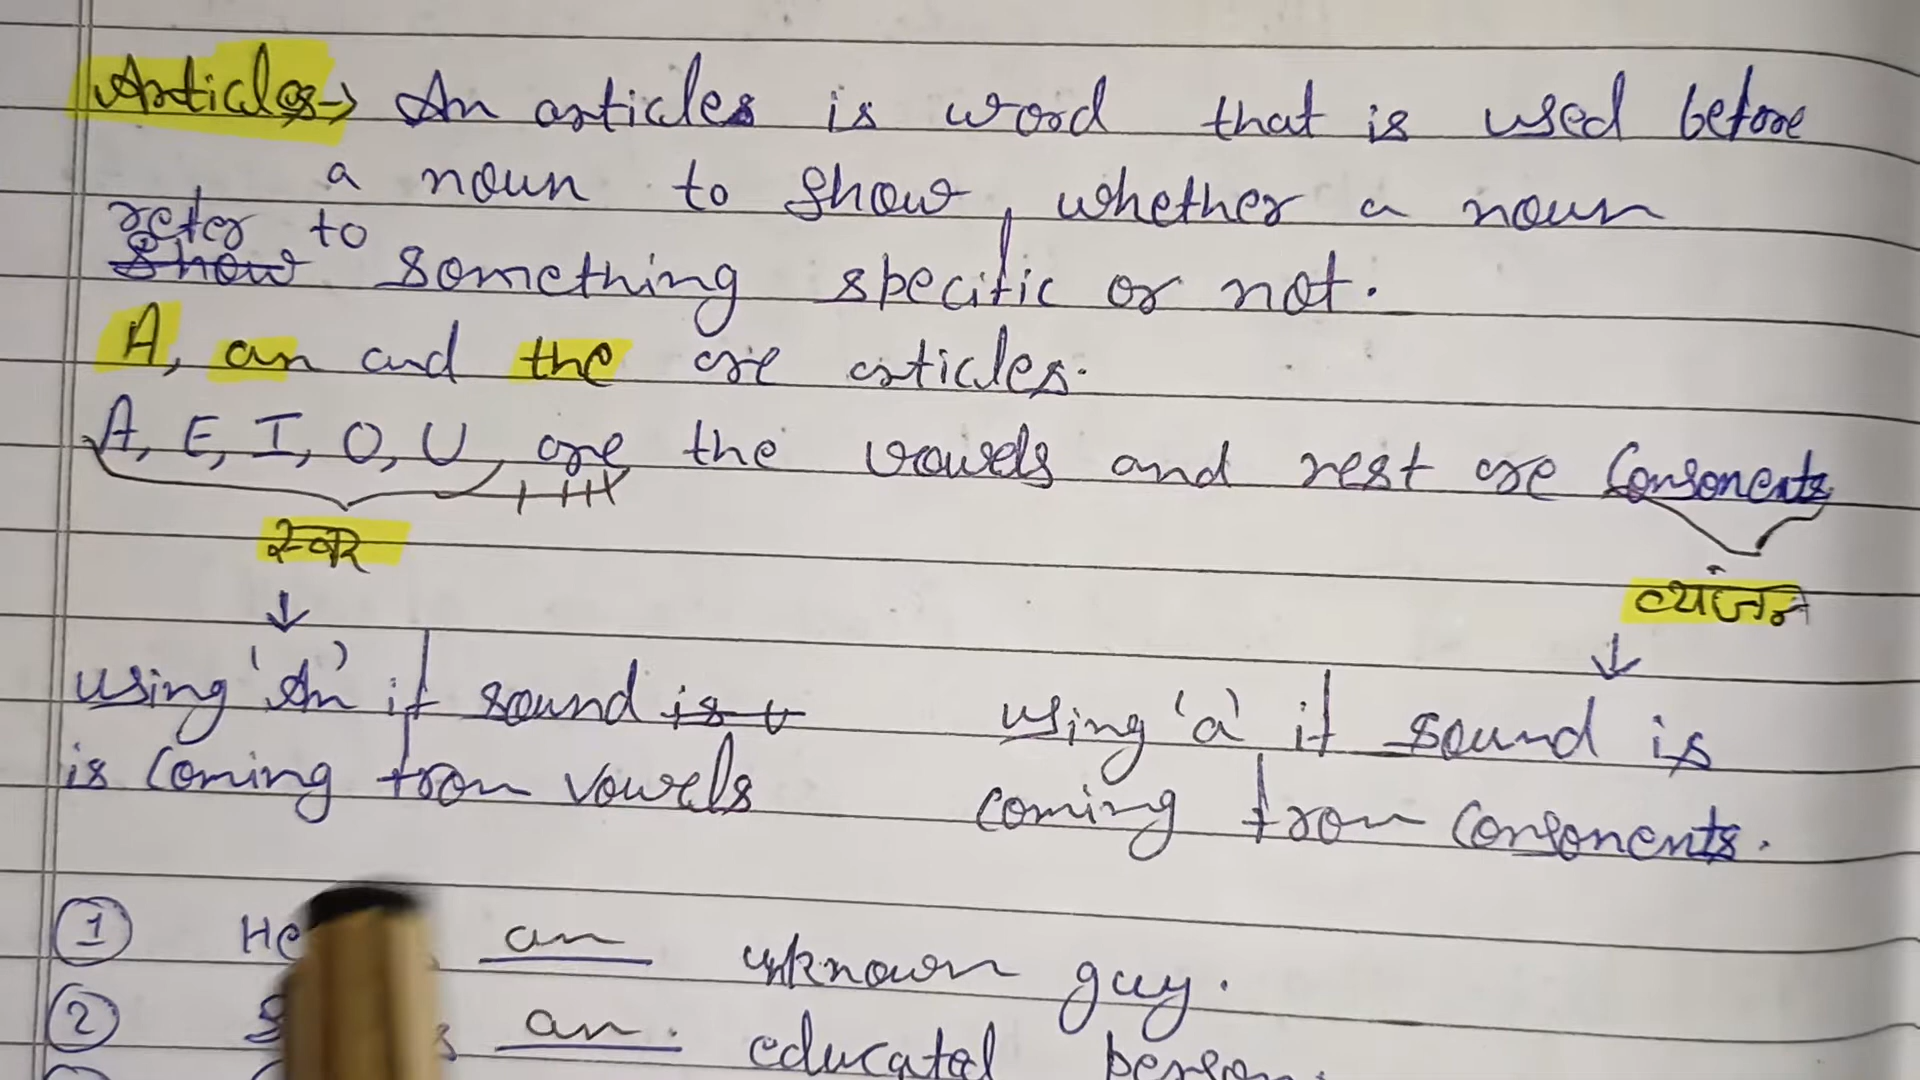 Articles → An articles is word that is used before
a noun to show, whether a noun
refer to
show something specific or not.
A, an and the are articles.
A, E, I, O, U, are the vowels and rest are Consonents
स्वर
व्यंजन
using 'An' if sound is v
is coming from vowels
using 'a' if sound is
coming from consonents.
1 He an unknown guy.
2 S s an. educated person.